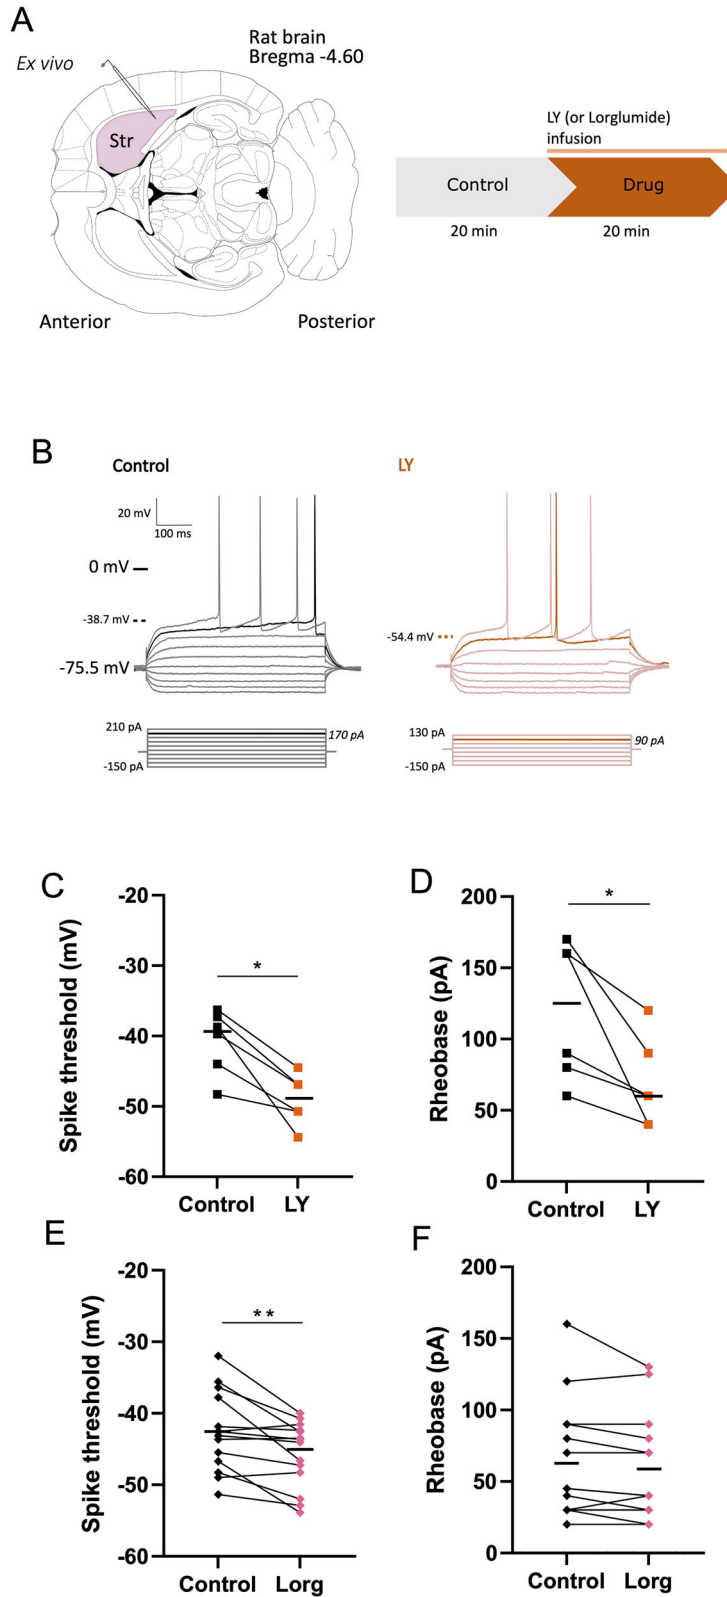 A
Ex vivo
Rat brain
Bregma -4.60
Str
Anterior
Posterior
LY (or Lorglumide)
infusion
Control
Drug
20 min
20 min
B
Control
LY
20 mV
100 ms
0 mV
-38.7 mV
-75.5 mV
210 pA
170 pA
-150 pA
-54.4 mV
130 pA
90 pA
-150 pA
C
Spike threshold (mV)
-20
-30
-40
-50
-60
*
Control
LY
D
Rheobase (pA)
200
150
100
50
0
*
Control
LY
E
Spike threshold (mV)
-20
-30
-40
-50
-60
**
Control
Lorg
F
Rheobase (pA)
200
150
100
50
0
Control
Lorg